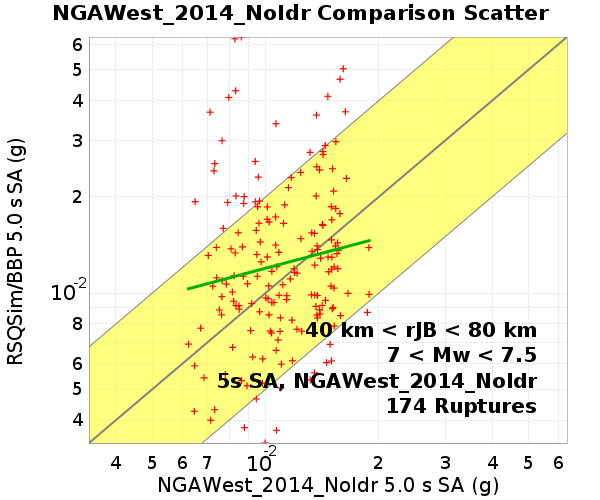 NGAWest_2014_NoIdr Comparison Scatter
RSQSim/BBP 5.0 s SA (g)
6
5
4
3
2
10⁻²
8
6
5
4
40 km < rJB < 80 km
7 < Mw < 7.5
5s SA, NGAWest_2014_NoIdr
174 Ruptures
4 5 6 7 10⁻² 2 3 4 5 6
NGAWest_2014_NoIdr 5.0 s SA (g)